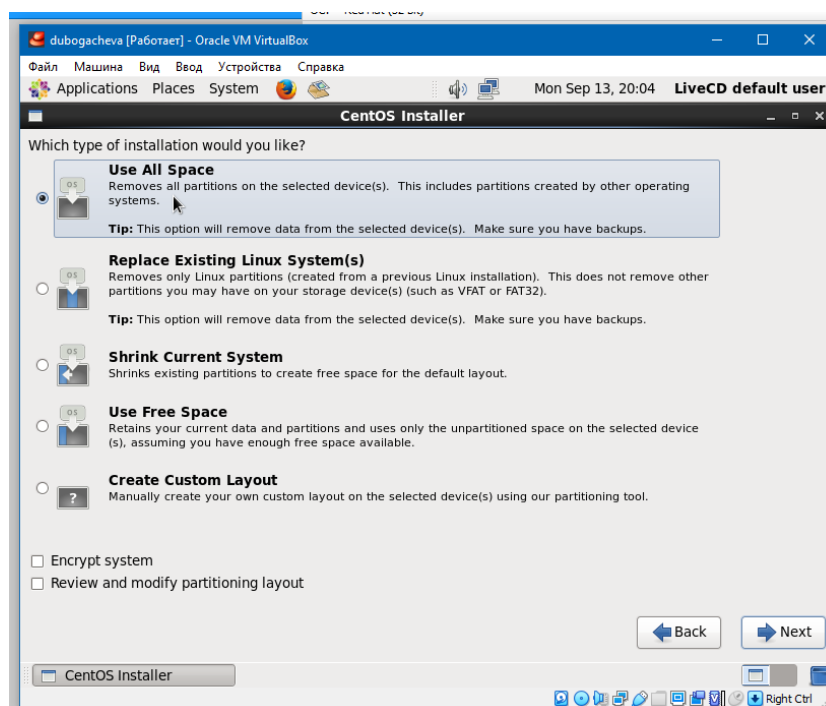 dubogacheva [Работает] - Oracle VM VirtualBox
Файл Машина Вид Ввод Устройства Справка
Applications Places System Mon Sep 13, 20:04 LiveCD default user
CentOS Installer
Which type of installation would you like?
Use All Space
Removes all partitions on the selected device(s). This includes partitions created by other operating
systems.
Tip: This option will remove data from the selected device(s). Make sure you have backups.
Replace Existing Linux System(s)
Removes only Linux partitions (created from a previous Linux installation). This does not remove other
partitions you may have on your storage device(s) (such as VFAT or FAT32).
Tip: This option will remove data from the selected device(s). Make sure you have backups.
Shrink Current System
Shrinks existing partitions to create free space for the default layout.
Use Free Space
Retains your current data and partitions and uses only the unpartitioned space on the selected device
(s), assuming you have enough free space available.
Create Custom Layout
Manually create your own custom layout on the selected device(s) using our partitioning tool.
Encrypt system
Review and modify partitioning layout
Back Next
CentOS Installer
Right Ctrl